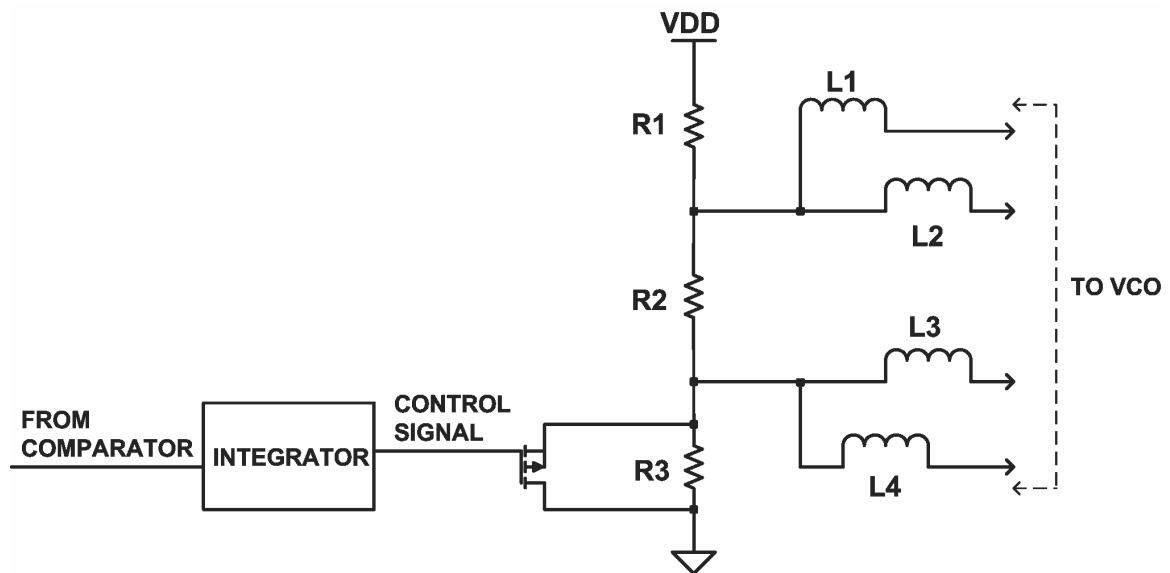 VDD
L1
R1
L2
TO VCO
R2
L3
FROM
COMPARATOR
INTEGRATOR
CONTROL
SIGNAL
R3
L4